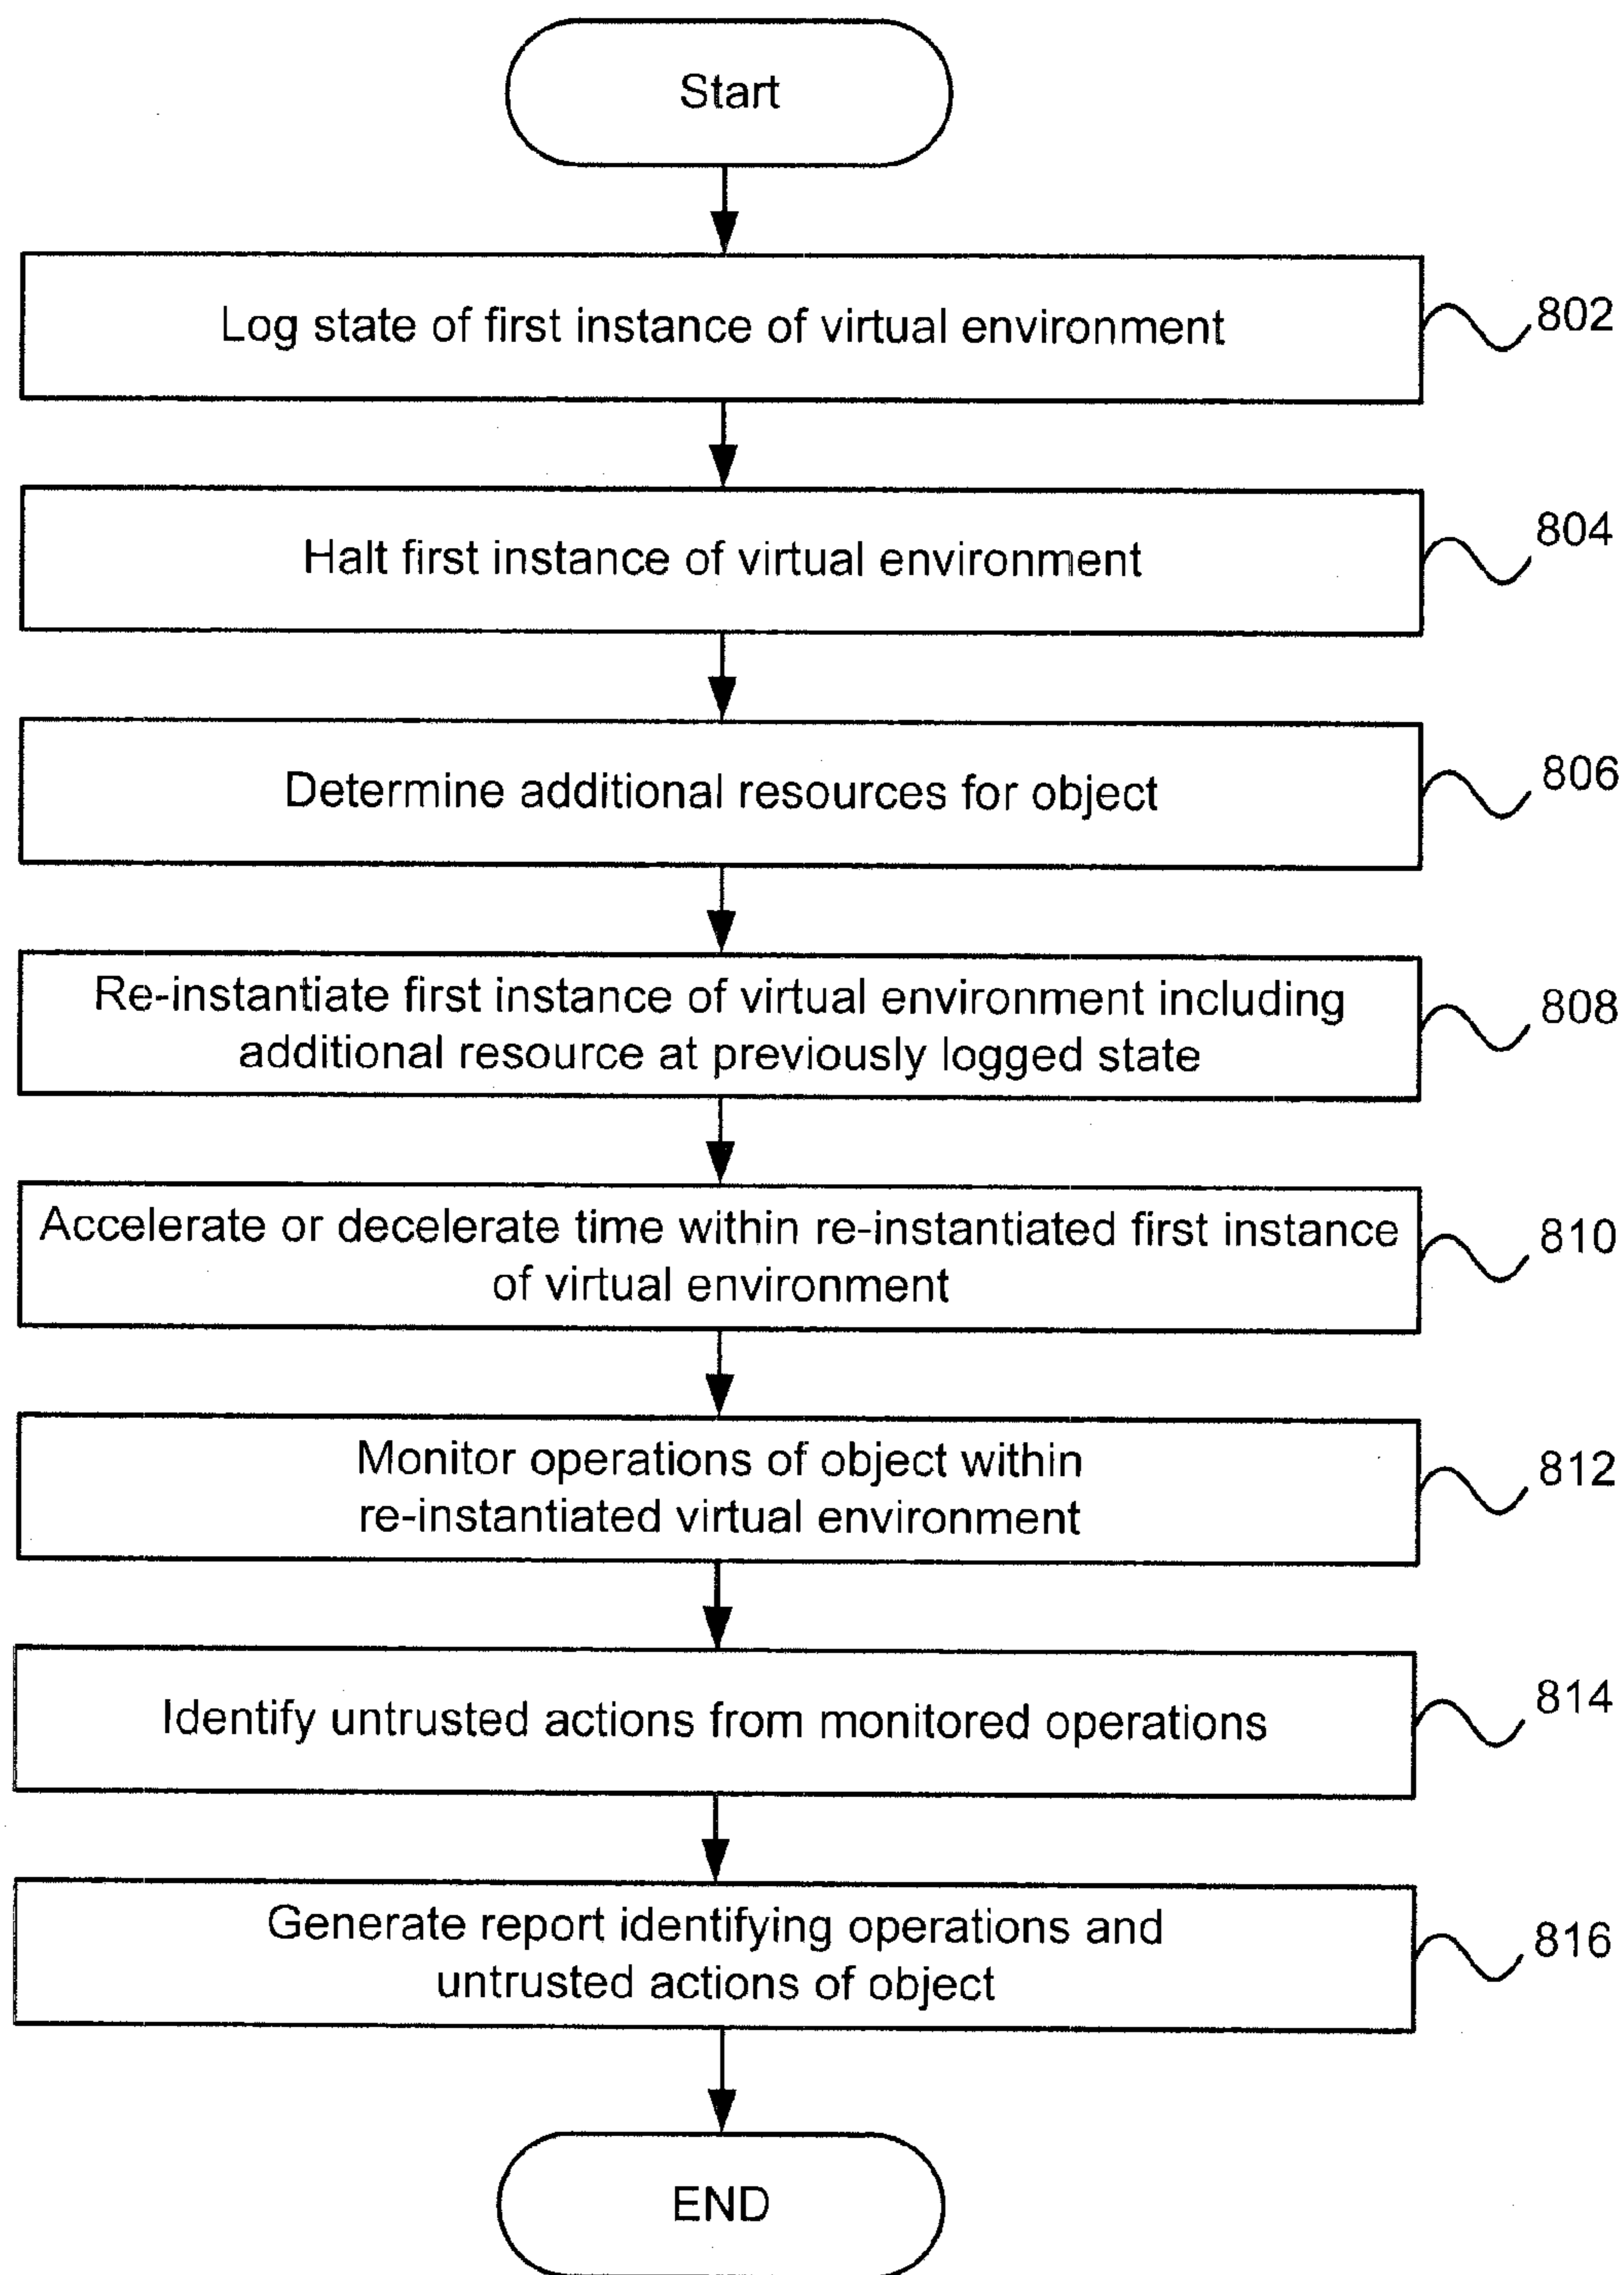 Start
Log state of first instance of virtual environment
802
Halt first instance of virtual environment
804
Determine additional resources for object
806
Re-instantiate first instance of virtual environment including
additional resource at previously logged state
808
Accelerate or decelerate time within re-instantiated first instance
of virtual environment
810
Monitor operations of object within
re-instantiated virtual environment
812
Identify untrusted actions from monitored operations
814
Generate report identifying operations and
untrusted actions of object
816
END